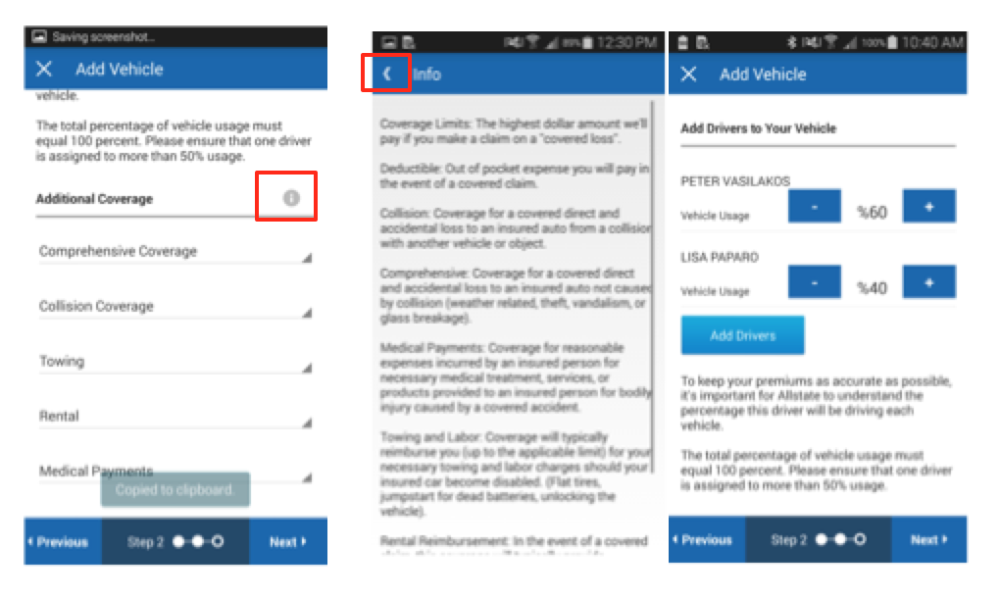 Saving screenshot...
Add Vehicle
vehicle.
The total percentage of vehicle usage must
equal 100 percent. Please ensure that one driver
is assigned to more than 50% usage.
Additional Coverage
Comprehensive Coverage
Collision Coverage
Towing
Rental
Medical Payments
Copied to clipboard.
Previous
Step 2
Next
12:30 PM
Info
Coverage Limits: The highest dollar amount we'll
pay if you make a claim on a "covered loss".
Deductible: Out of pocket expense you will pay in
the event of a covered claim.
Collision: Coverage for a covered direct and
accidental loss to an insured auto from a collision
with another vehicle or object.
Comprehensive: Coverage for a covered direct
and accidental loss to an insured auto not caused
by collision (weather related, theft, vandalism, or
glass breakage).
Medical Payments: Coverage for reasonable
expenses incurred by an insured person for
necessary medical treatment, services, or
products provided to an insured person for bodily
injury caused by a covered accident.
Towing and Labor: Coverage will typically
reimburse you (up to the applicable limit) for your
necessary towing and labor charges should your
insured car become disabled. (Flat tires,
jumpstart for dead batteries, unlocking the
vehicle).
Rental Reimbursement: In the event of a covered
100% 10:40 AM
Add Vehicle
Add Drivers to Your Vehicle
PETER VASILAKOS
Vehicle Usage - %60 +
LISA PAPARO
Vehicle Usage - %40 +
Add Drivers
To keep your premiums as accurate as possible,
it's important for Allstate to understand the
percentage this driver will be driving each
vehicle.
The total percentage of vehicle usage must
equal 100 percent. Please ensure that one driver
is assigned to more than 50% usage.
Previous
Step 2
Next